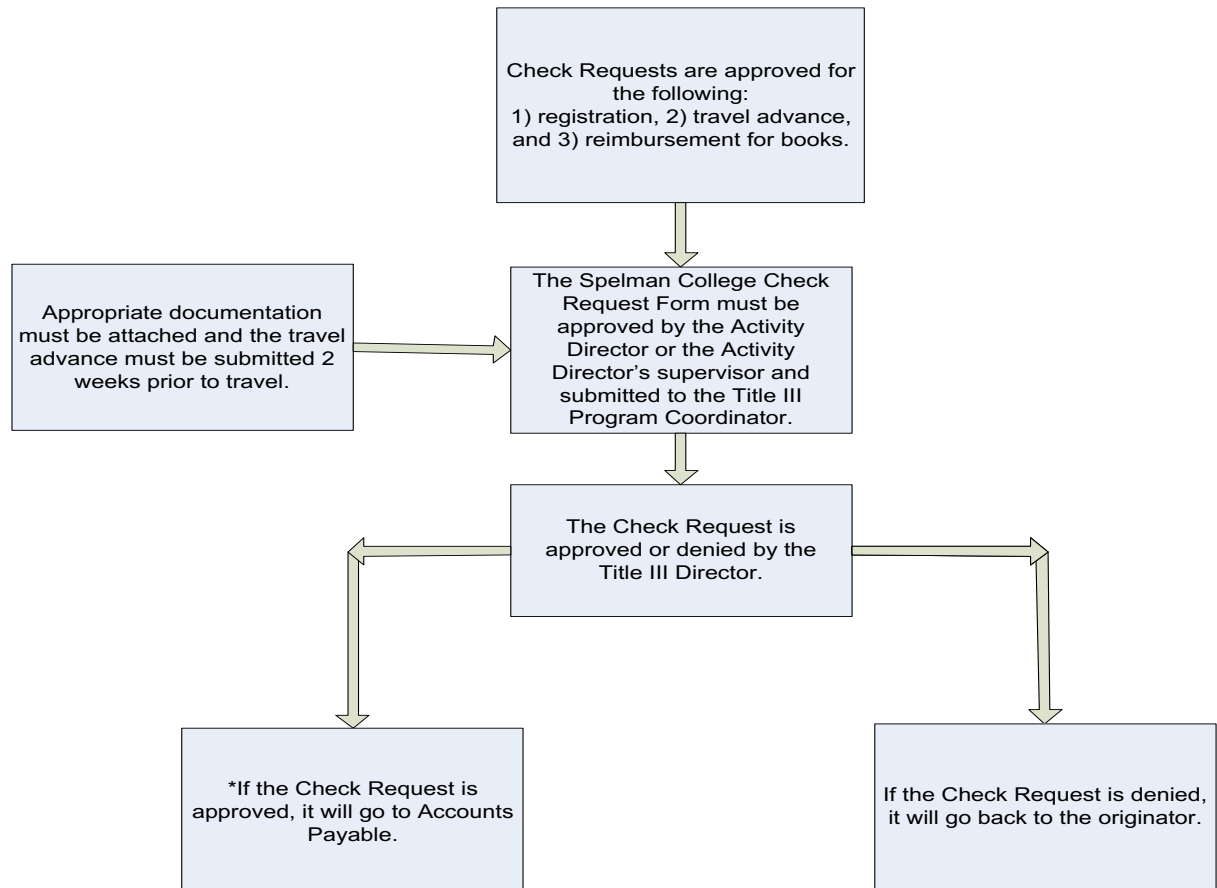 Check Requests are approved for
the following:
1) registration, 2) travel advance,
and 3) reimbursement for books.
Appropriate documentation
must be attached and the travel
advance must be submitted 2
weeks prior to travel.
The Spelman College Check
Request Form must be
approved by the Activity
Director or the Activity
Director’s supervisor and
submitted to the Title III
Program Coordinator.
The Check Request is
approved or denied by the
Title III Director.
*If the Check Request is
approved, it will go to Accounts
Payable.
If the Check Request is denied,
it will go back to the originator.